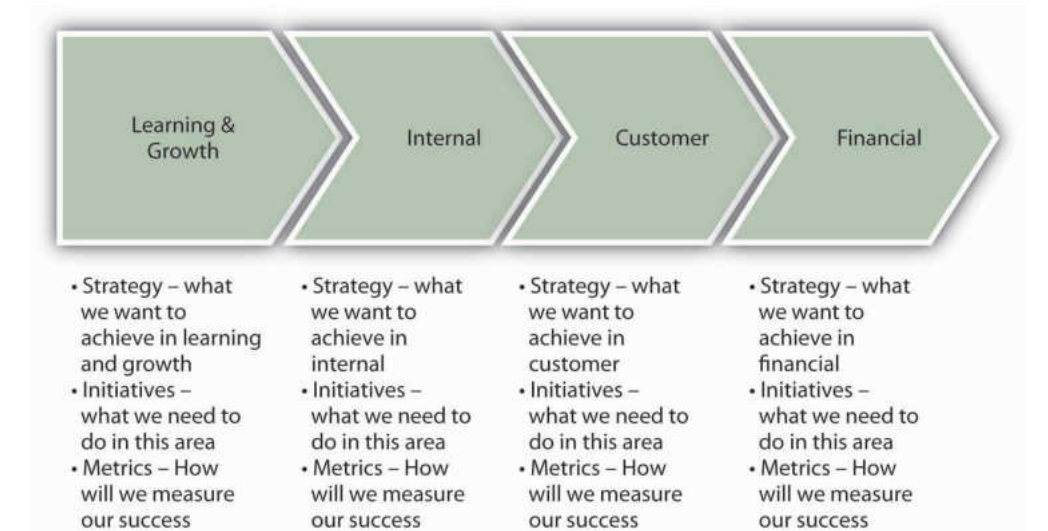 Learning &
Growth
Internal
Customer
Financial
• Strategy – what
we want to
achieve in learning
and growth
• Initiatives –
what we need to
do in this area
• Metrics – How
will we measure
our success
• Strategy – what
we want to
achieve in
internal
• Initiatives –
what we need to
do in this area
• Metrics – How
will we measure
our success
• Strategy – what
we want to
achieve in
customer
• Initiatives –
what we need to
do in this area
• Metrics – How
will we measure
our success
• Strategy – what
we want to
achieve in
financial
• Initiatives –
what we need to
do in this area
• Metrics – How
will we measure
our success